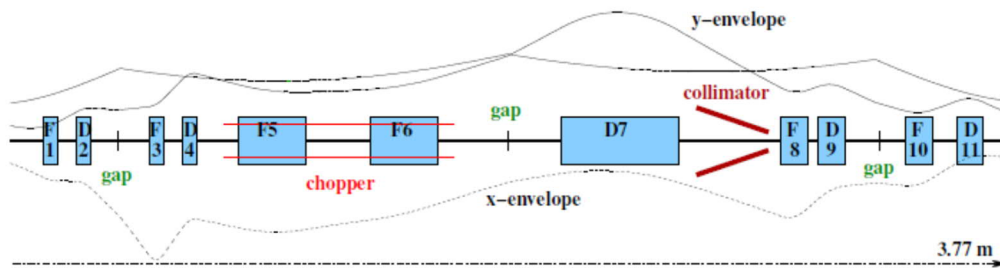 y−envelope
gap
collimator
F 1
D 2
F 3
D 4
F5
F6
D7
F 8
D 9
F 10
D 11
gap
chopper
x−envelope
gap
3.77 m